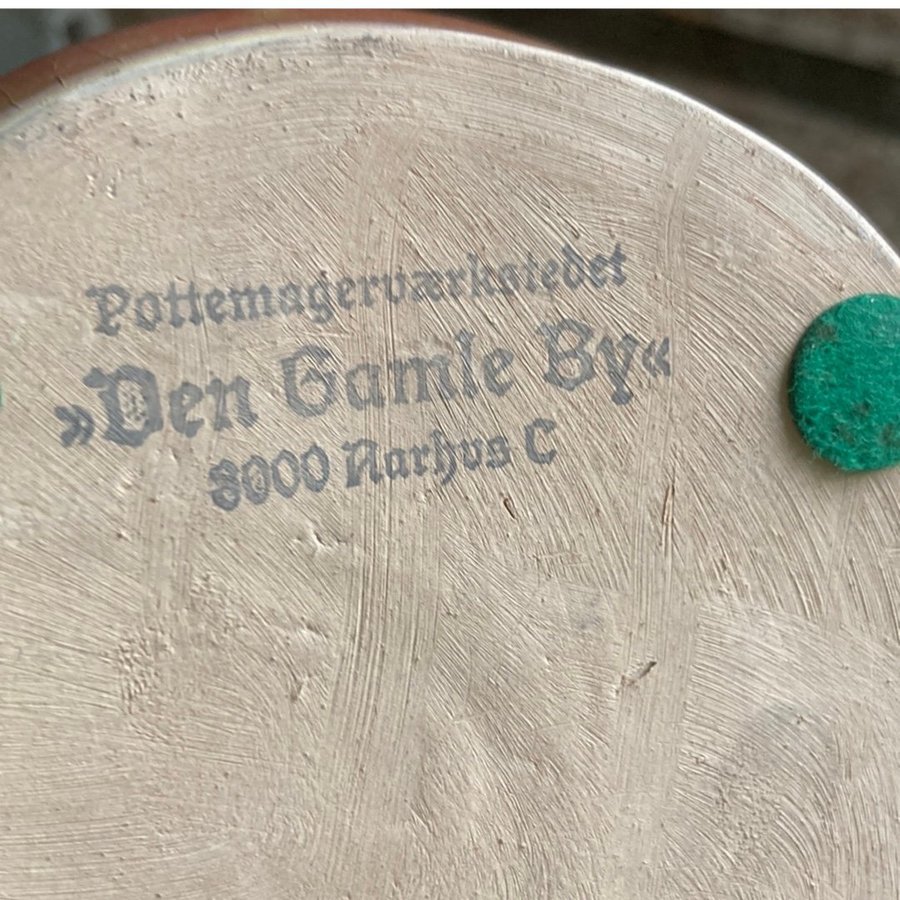 Pottemagerværkstedet
»Den Gamle By«
8000 Aarhus C